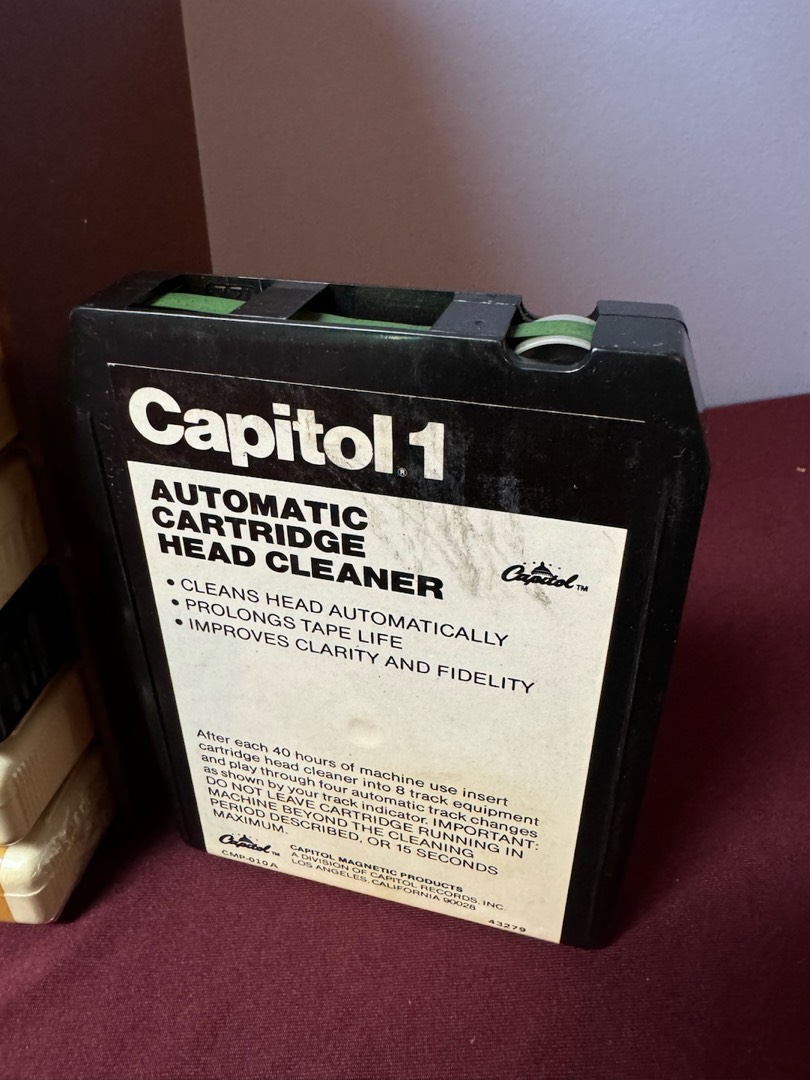 Capitol®1
AUTOMATIC
CARTRIDGE
HEAD CLEANER
Capitol™
• CLEANS HEAD AUTOMATICALLY
• PROLONGS TAPE LIFE
• IMPROVES CLARITY AND FIDELITY
After each 40 hours of machine use insert
cartridge head cleaner into 8 track equipment
and play through four automatic track changes
as shown by your track indicator. IMPORTANT:
DO NOT LEAVE CARTRIDGE RUNNING IN
MACHINE BEYOND THE CLEANING
PERIOD DESCRIBED, OR 15 SECONDS
MAXIMUM.
Capitol™
CMP-010A
CAPITOL MAGNETIC PRODUCTS
A DIVISION OF CAPITOL RECORDS, INC.
LOS ANGELES, CALIFORNIA 90028
43279